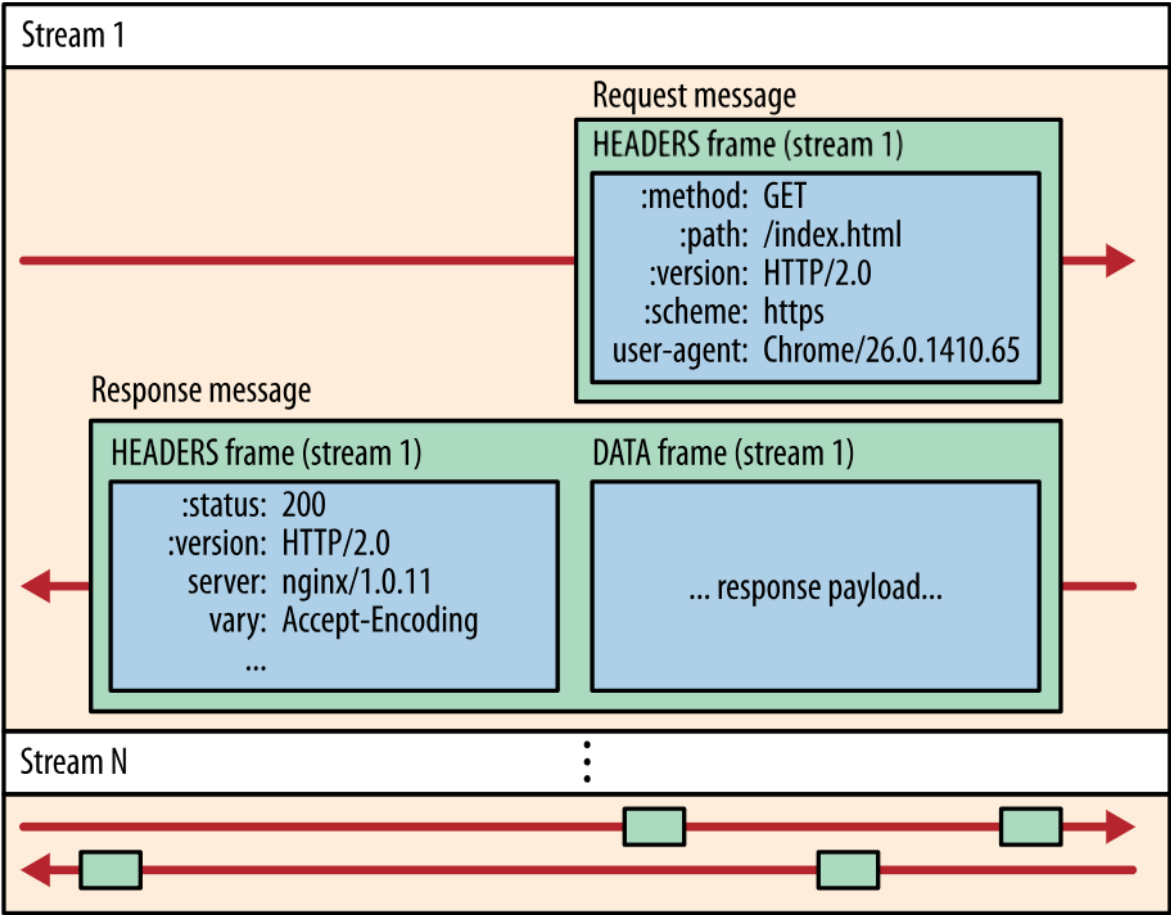 Stream 1
Request message
HEADERS frame (stream 1)
:method: GET
:path: /index.html
:version: HTTP/2.0
:scheme: https
user-agent: Chrome/26.0.1410.65
Response message
HEADERS frame (stream 1)
:status: 200
:version: HTTP/2.0
server: nginx/1.0.11
vary: Accept-Encoding
...
DATA frame (stream 1)
... response payload...
Stream N